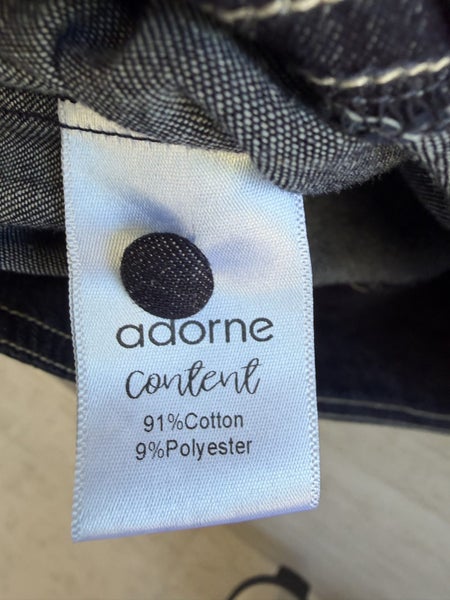 adorne
content
91%Cotton
9%Polyester